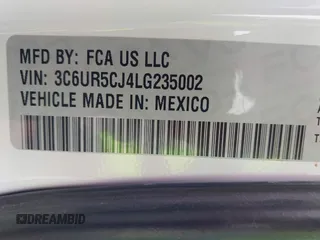 MFD BY: FCA US LLC
VIN: 3C6UR5CJ4LG235002
VEHICLE MADE IN: MEXICO
DREAMBID